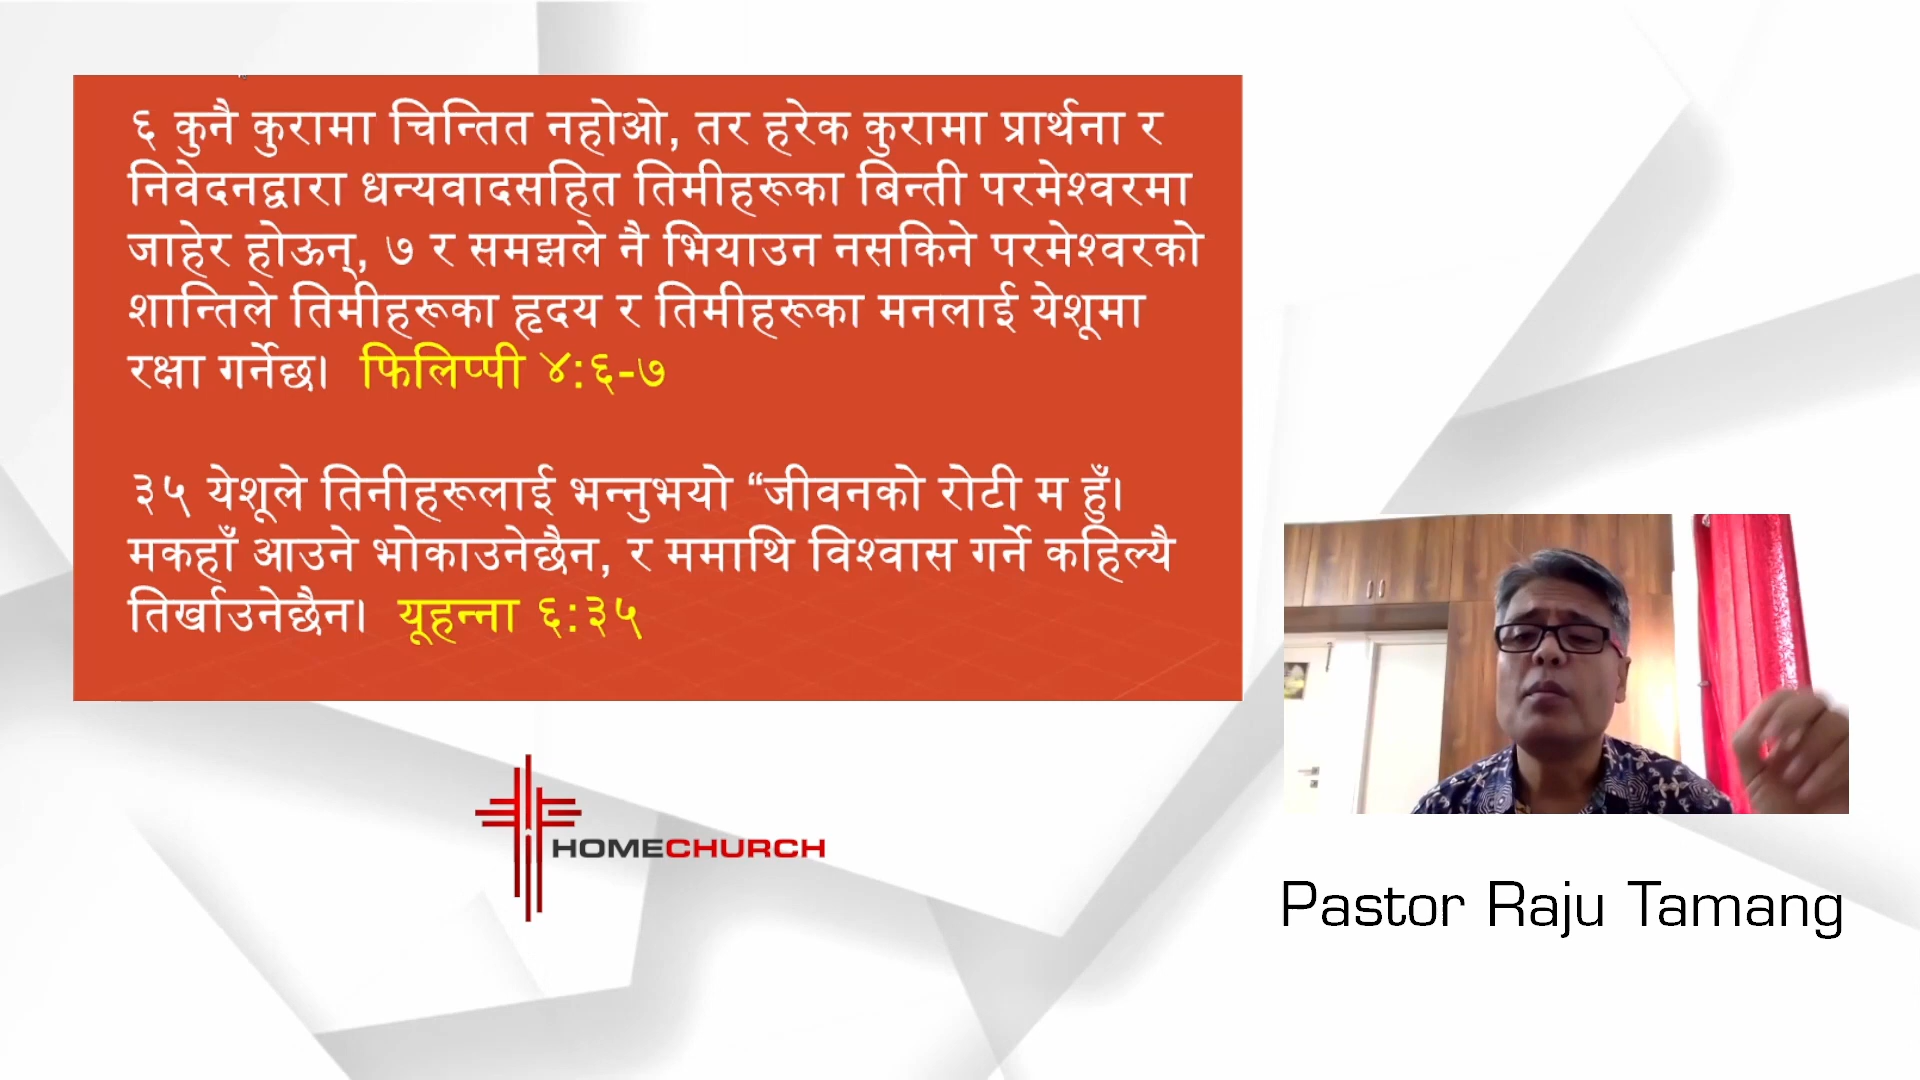 ६ कुनै कुरामा चिन्तित नहोओ, तर हरेक कुरामा प्रार्थना र
निवेदनद्वारा धन्यवादसहित तिमीहरूका बिन्ती परमेश्वरमा
जाहेर होऊन्, ७ र समझले नै भियाउन नसकिने परमेश्वरको
शान्तिले तिमीहरूका हृदय र तिमीहरूका मनलाई येशूमा
रक्षा गर्नेछ। फिलिप्पी ४:६-७
३५ येशूले तिनीहरूलाई भन्नुभयो “जीवनको रोटी म हुँ।
मकहाँ आउने भोकाउनेछैन, र ममाथि विश्वास गर्ने कहिल्यै
तिर्खाउनेछैन। यूहन्ना ६:३५
HOMECHURCH
Pastor Raju Tamang